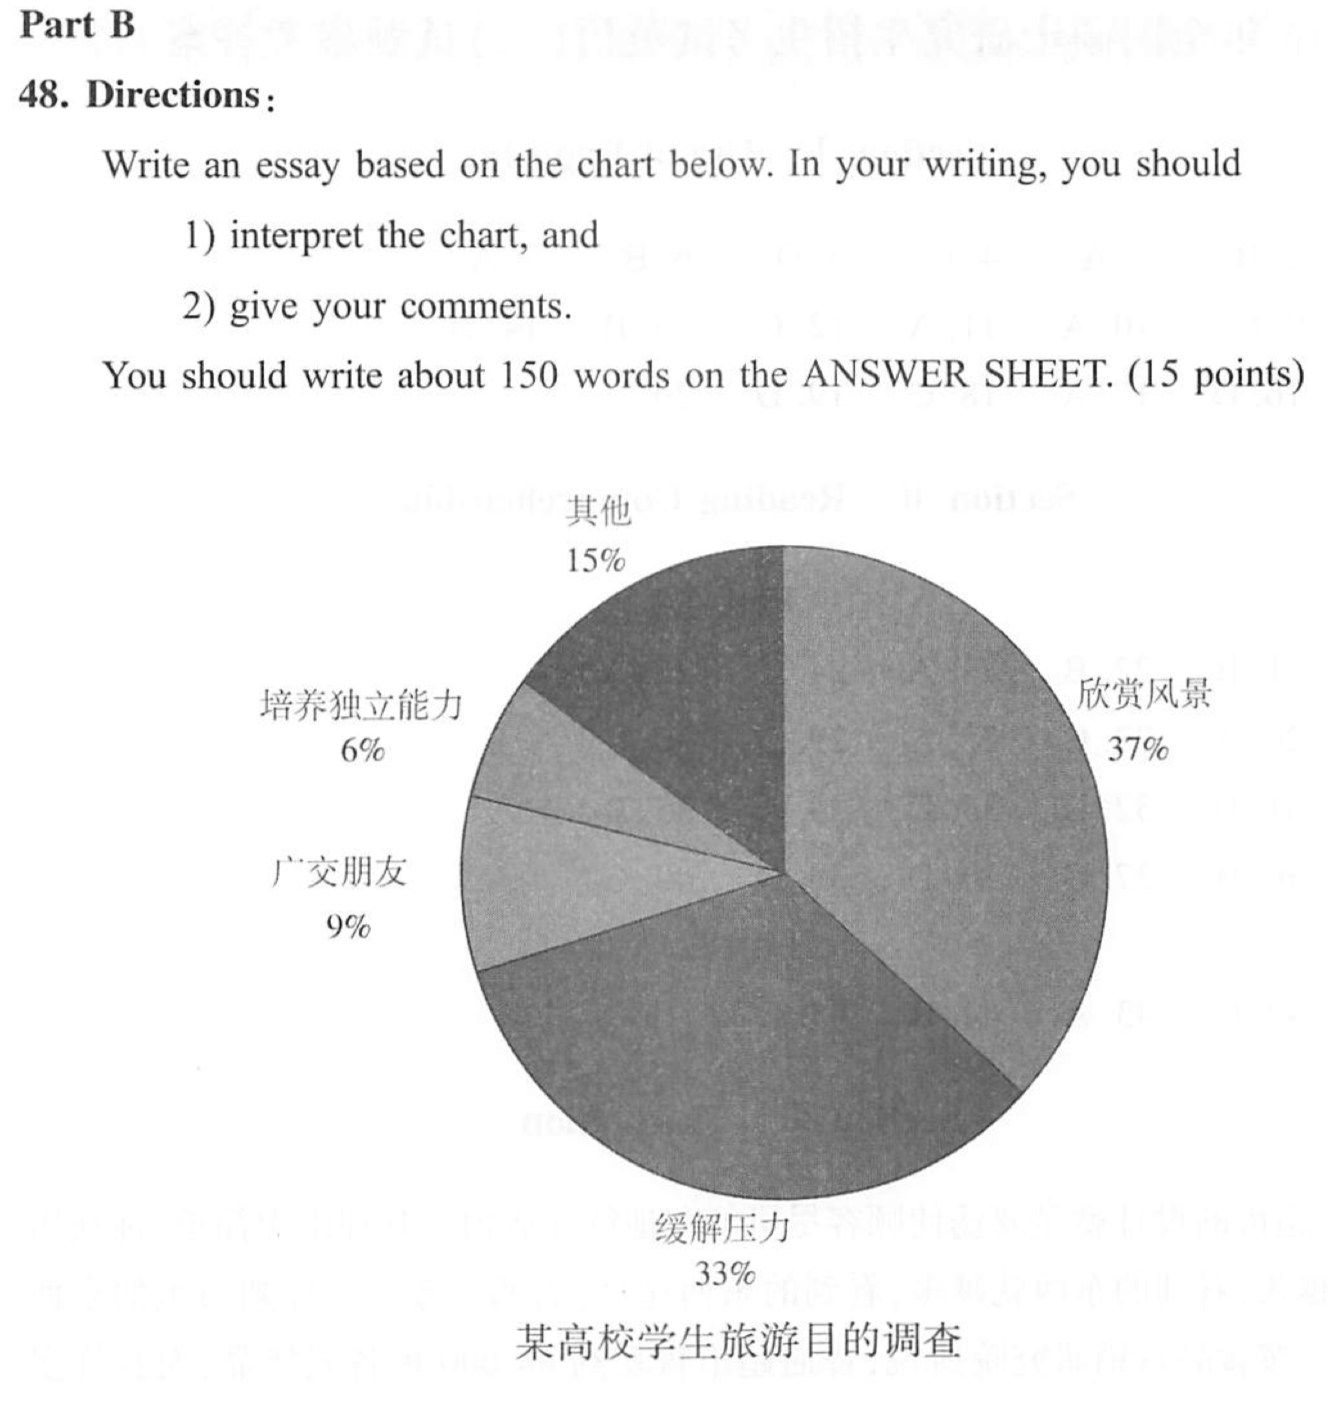 Part B
48. Directions:
Write an essay based on the chart below. In your writing, you should
1) interpret the chart, and
2) give your comments.
You should write about 150 words on the ANSWER SHEET. (15 points)
其他
15%
培养独立能力
6%
欣赏风景
37%
广交朋友
9%
缓解压力
33%
某高校学生旅游目的调查